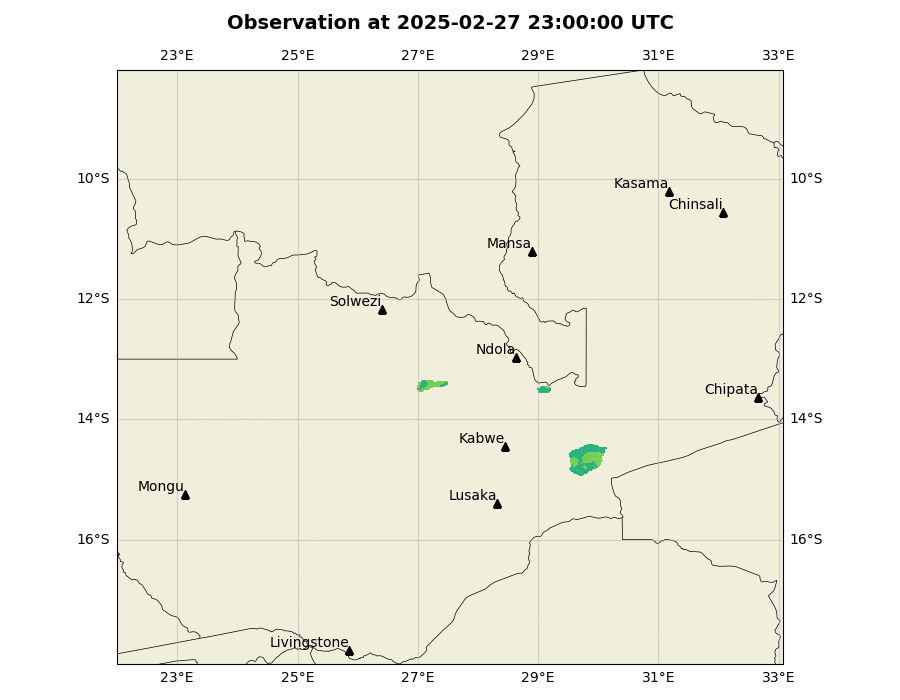 Observation at 2025-02-27 23:00:00 UTC
23°E 25°E 27°E 29°E 31°E 33°E
10°S 10°S
Kasama
Chinsali
Mansa
12°S 12°S
Solwezi
Ndola
Chipata
14°S 14°S
Kabwe
Mongu
Lusaka
16°S 16°S
Livingstone
23°E 25°E 27°E 29°E 31°E 33°E